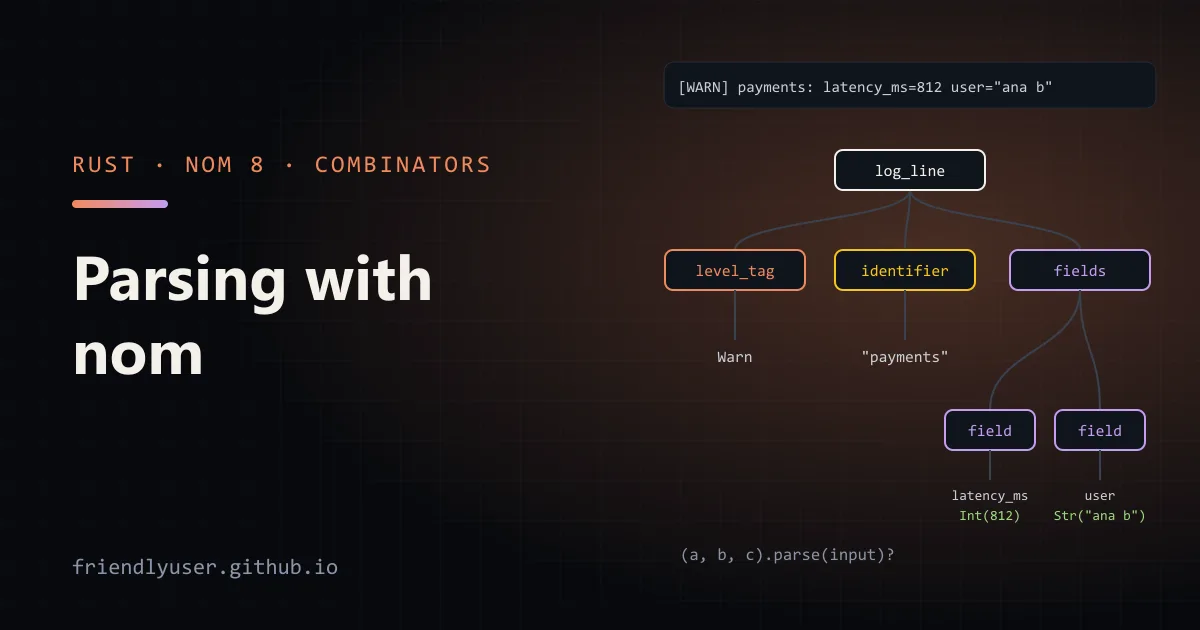 RUST · NOM 8 · COMBINATORS
Parsing with
nom
friendlyuser.github.io
[WARN] payments: latency_ms=812 user="ana b"
log_line
level_tag
identifier
fields
Warn
"payments"
field
field
latency_ms
Int(812)
user
Str("ana b")
(a, b, c).parse(input)?